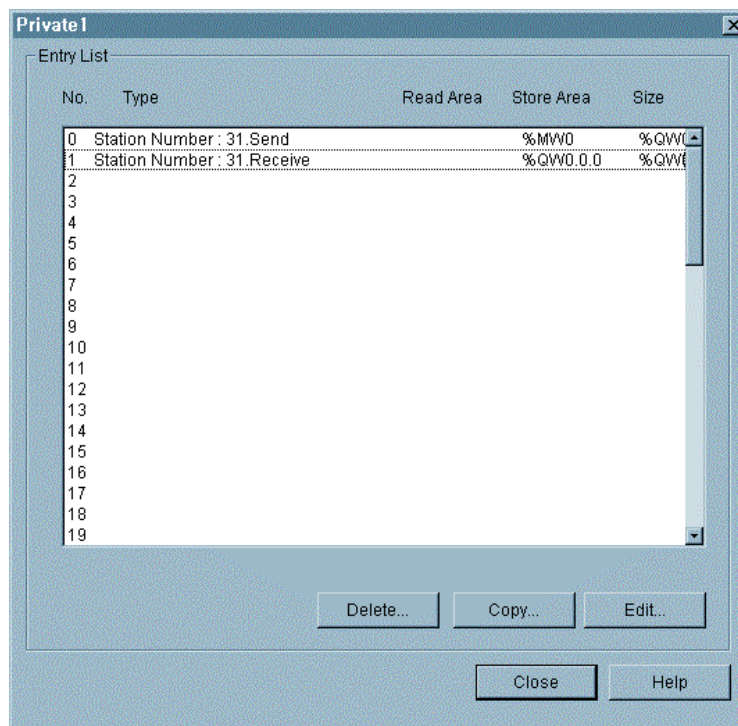 Private1
Entry List
No. Type Read Area Store Area Size
0 Station Number : 31.Send %MW0
1 Station Number : 31.Receive %QW0.0.0
2
3
4
5
6
7
8
9
10
11
12
13
14
15
16
17
18
19
Delete... Copy... Edit...
Close Help